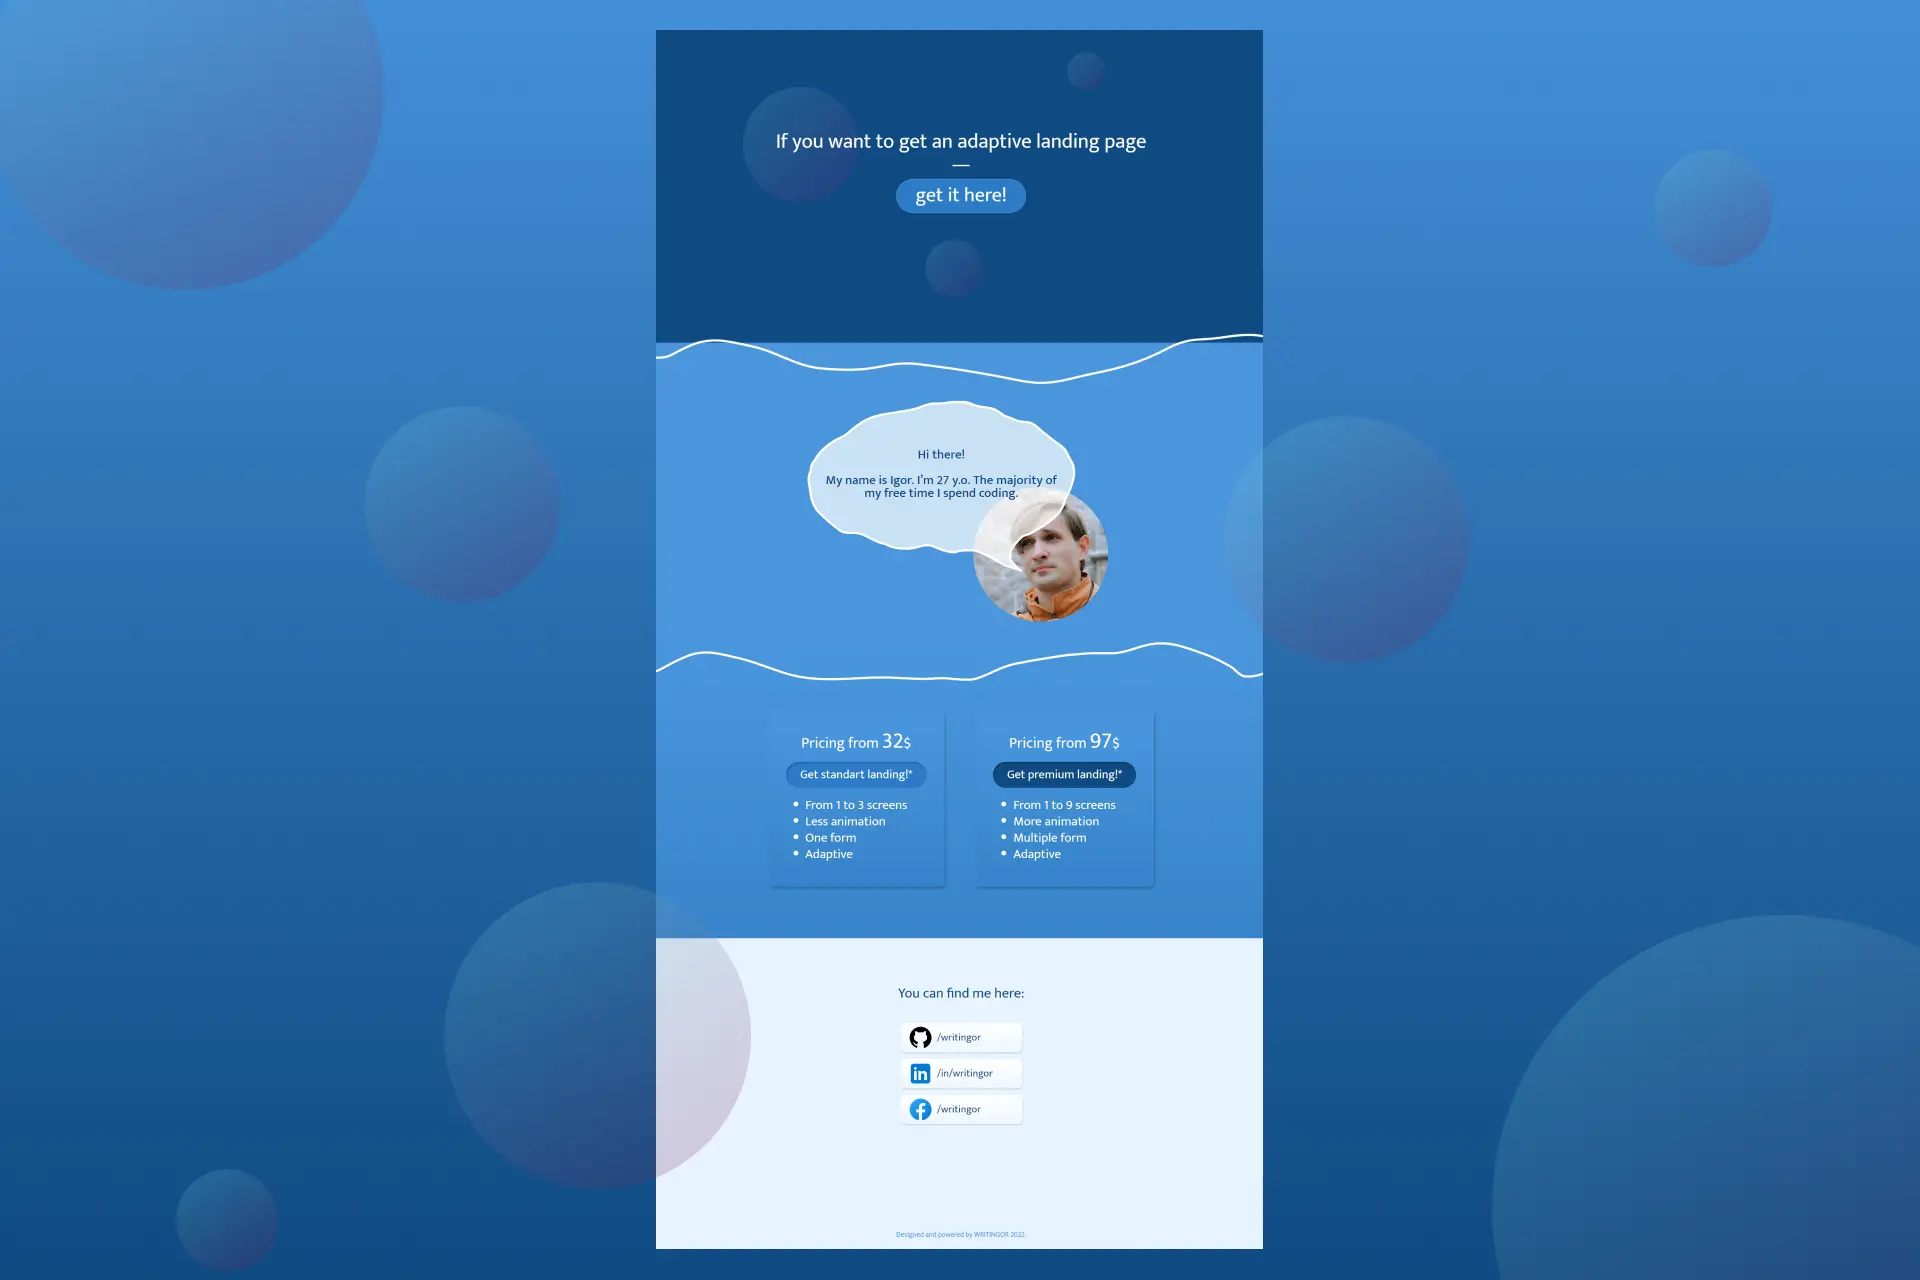 If you want to get an adaptive landing page
—
get it here!
Hi there!
My name is Igor. I’m 27 y.o. The majority of
my free time I spend coding.
Pricing from 32$
Get standart landing!*
• From 1 to 3 screens
• Less animation
• One form
• Adaptive
Pricing from 97$
Get premium landing!*
• From 1 to 9 screens
• More animation
• Multiple form
• Adaptive
You can find me here:
/writingor
in /in/writingor
/writingor
Designed and powered by WRITINGOR 2022.